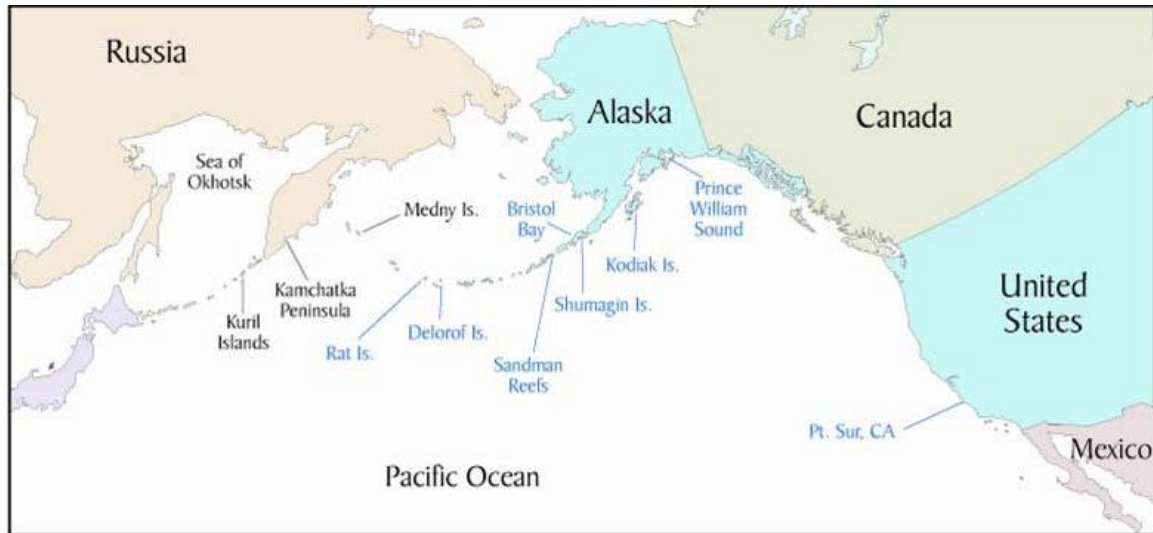 Russia
Alaska
Canada
Sea of
Okhotsk
Medny Is.
Bristol
Bay
Prince
William
Sound
Kodiak Is.
Kamchatka
Peninsula
Shumagin Is.
United
States
Kuril
Islands
Rat Is.
Delorof Is.
Sandman
Reefs
Pt. Sur, CA
Mexico
Pacific Ocean